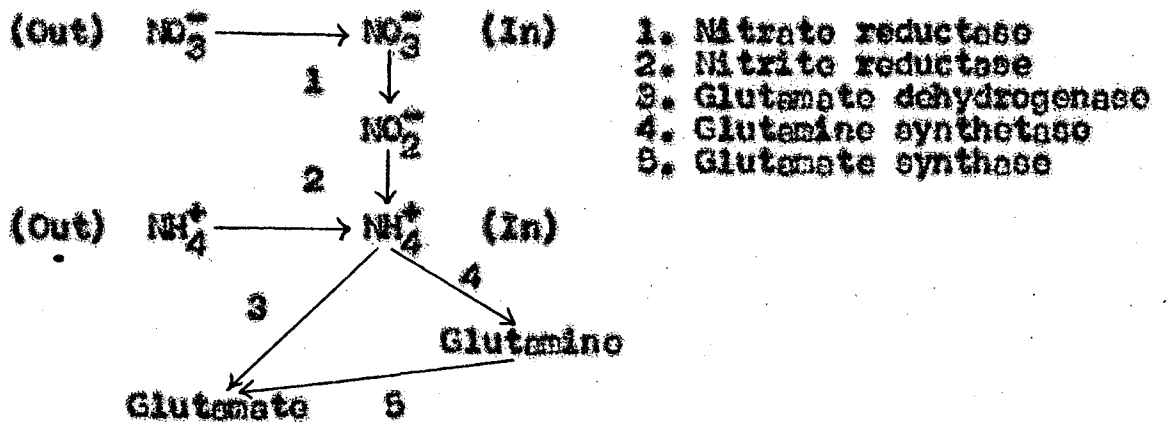 (Out) NO₃⁻ NO₃⁻ (In)
1
NO₂⁻
2
(Out) NH₄⁺ NH₄⁺ (In)
3
4
Glutamine
Glutamate 5
1. Nitrate reductase
2. Nitrite reductase
3. Glutamate dehydrogenase
4. Glutamine synthetase
5. Glutamate synthase